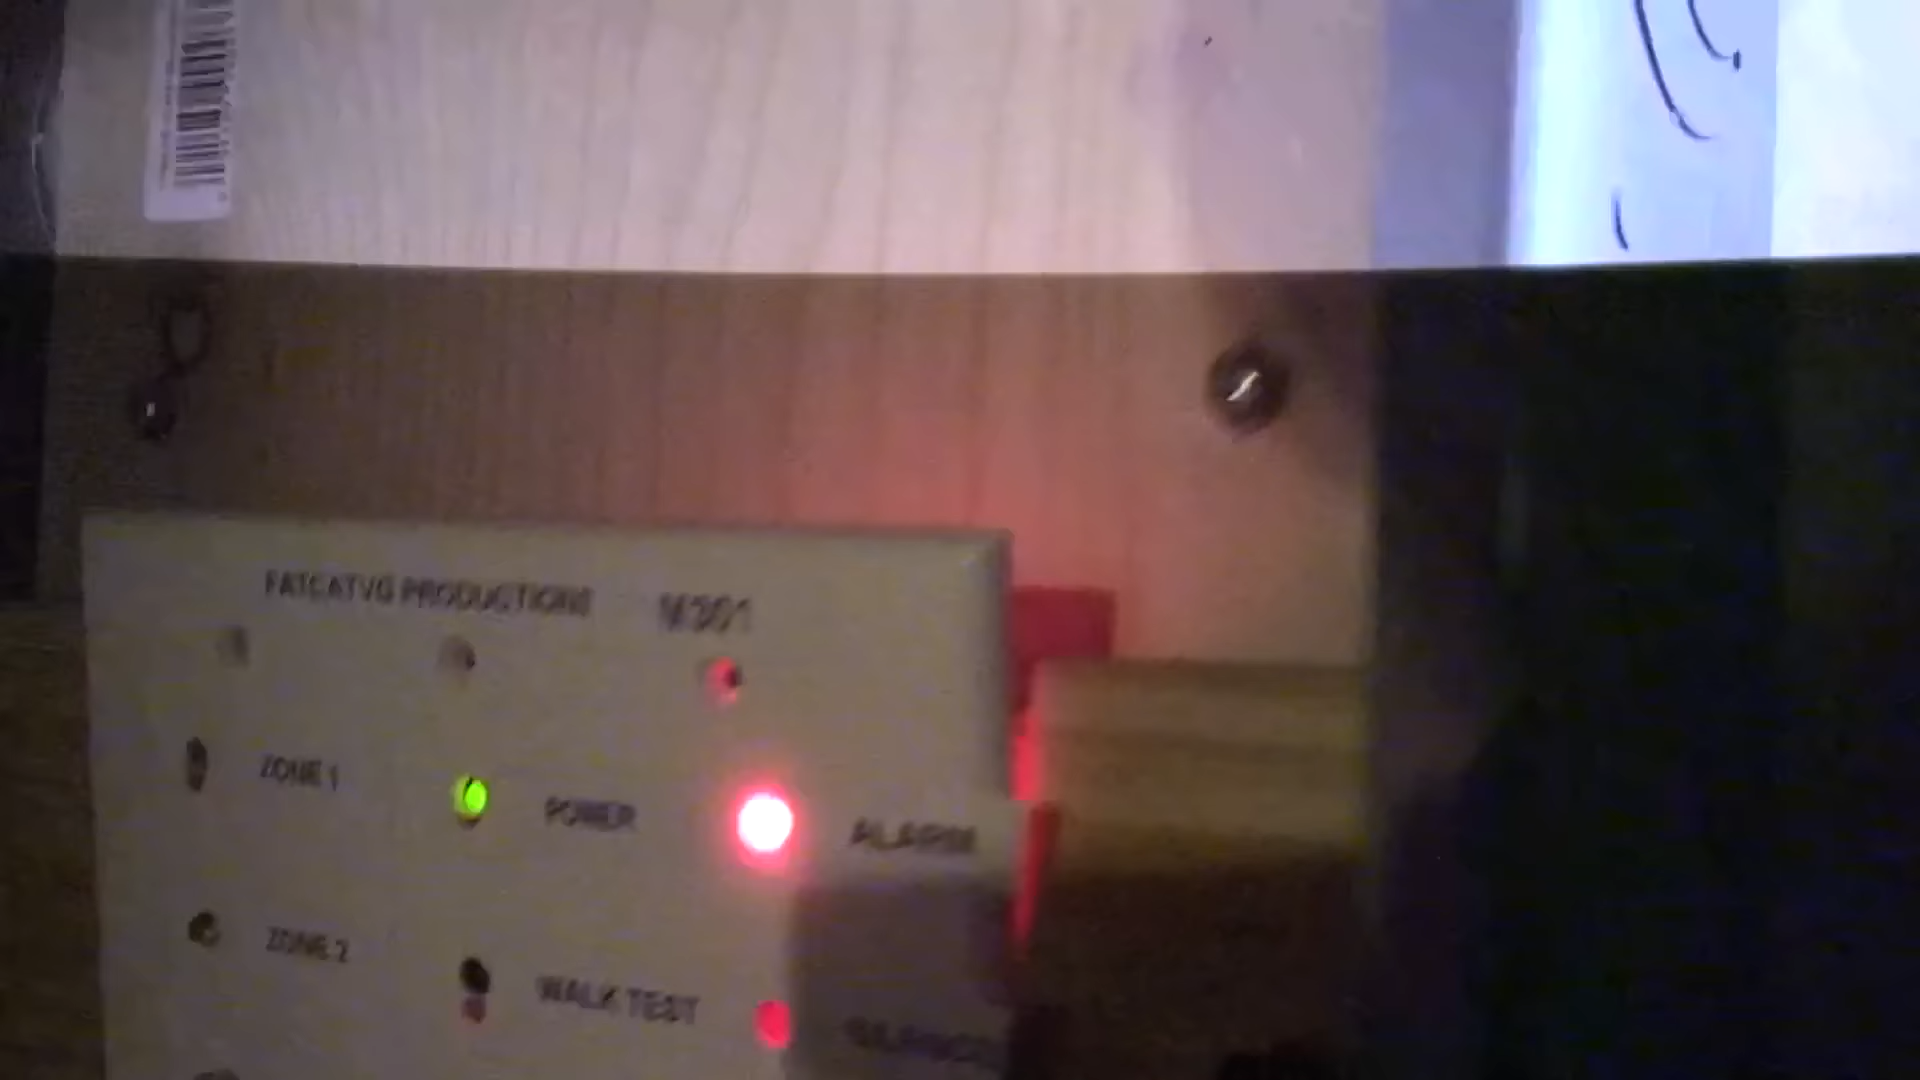 FATCATVG PRODUCTIONS M301
ZONE 1 POWER ALARM
ZONE 2 WALK TEST